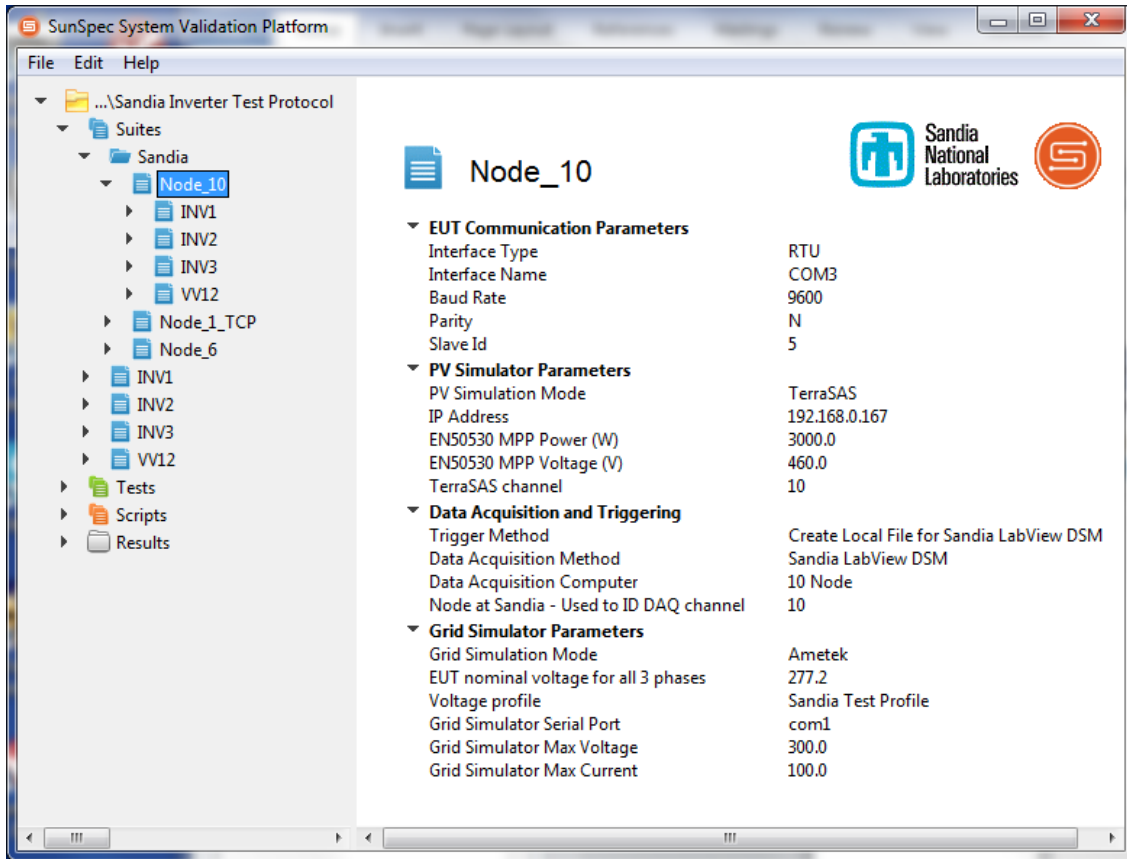 SunSpec System Validation Platform
File Edit Help
...\Sandia Inverter Test Protocol
Suites
Sandia
Node_10
INV1
INV2
INV3
VV12
Node_1_TCP
Node_6
INV1
INV2
INV3
VV12
Tests
Scripts
Results
Node_10
Sandia
National
Laboratories
EUT Communication Parameters
Interface Type RTU
Interface Name COM3
Baud Rate 9600
Parity N
Slave Id 5
PV Simulator Parameters
PV Simulation Mode TerraSAS
IP Address 192.168.0.167
EN50530 MPP Power (W) 3000.0
EN50530 MPP Voltage (V) 460.0
TerraSAS channel 10
Data Acquisition and Triggering
Trigger Method Create Local File for Sandia LabView DSM
Data Acquisition Method Sandia LabView DSM
Data Acquisition Computer 10 Node
Node at Sandia - Used to ID DAQ channel 10
Grid Simulator Parameters
Grid Simulation Mode Ametek
EUT nominal voltage for all 3 phases 277.2
Voltage profile Sandia Test Profile
Grid Simulator Serial Port com1
Grid Simulator Max Voltage 300.0
Grid Simulator Max Current 100.0